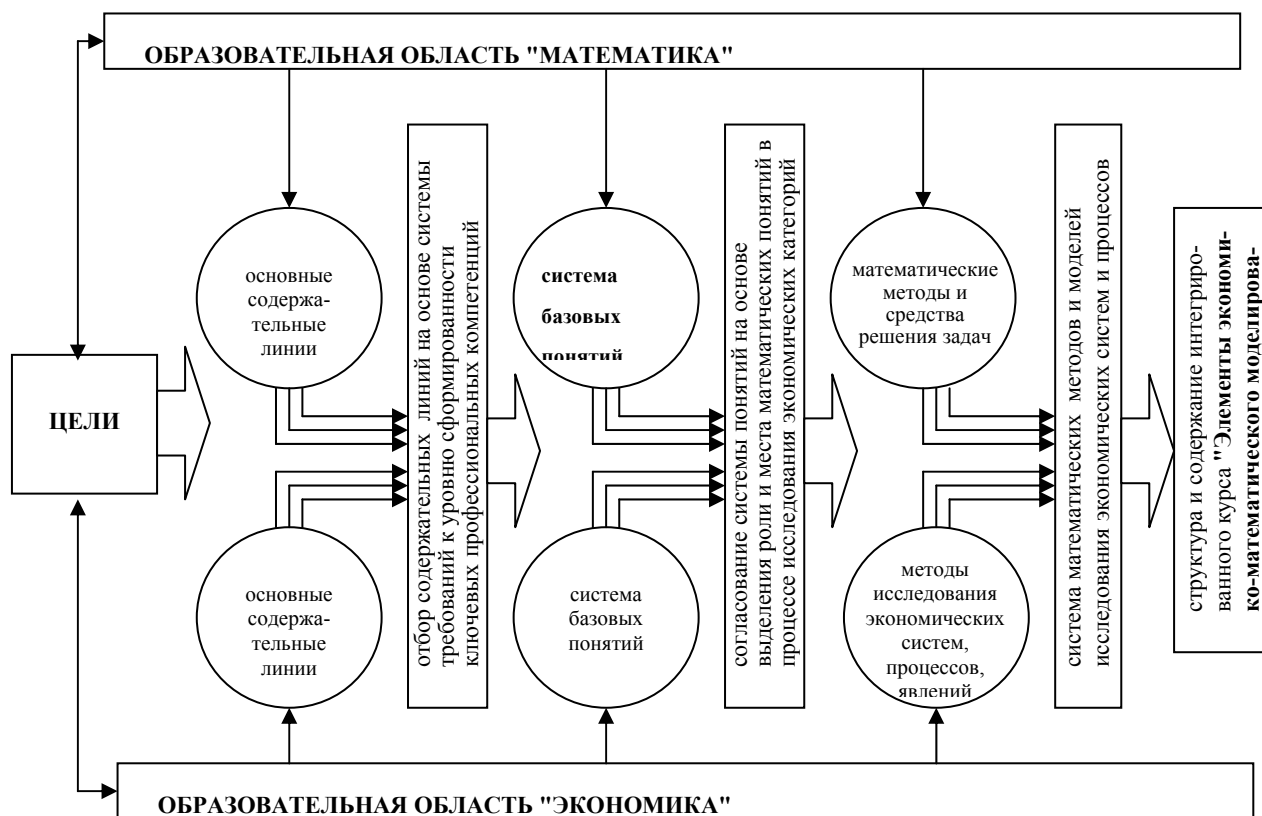 ОБРАЗОВАТЕЛЬНАЯ ОБЛАСТЬ "МАТЕМАТИКА"
ЦЕЛИ
основные
содержа-
тельные
линии
основные
содержа-
тельные
линии
отбор содержательных линий на основе системы
требований к уровню сформированности
ключевых профессиональных компетенций
система
базовых
понятий
система
базовых
понятий
согласование системы понятий на основе
выделения роли и места математических понятий в
процессе исследования экономических категорий
математические
методы и
средства
решения задач
методы
исследования
экономических
систем,
процессов,
явлений
система математических методов и моделей
исследования экономических систем и процессов
структура и содержание интегриро-
ванного курса "Элементы экономи-
ко-математического моделирова-
ОБРАЗОВАТЕЛЬНАЯ ОБЛАСТЬ "ЭКОНОМИКА"